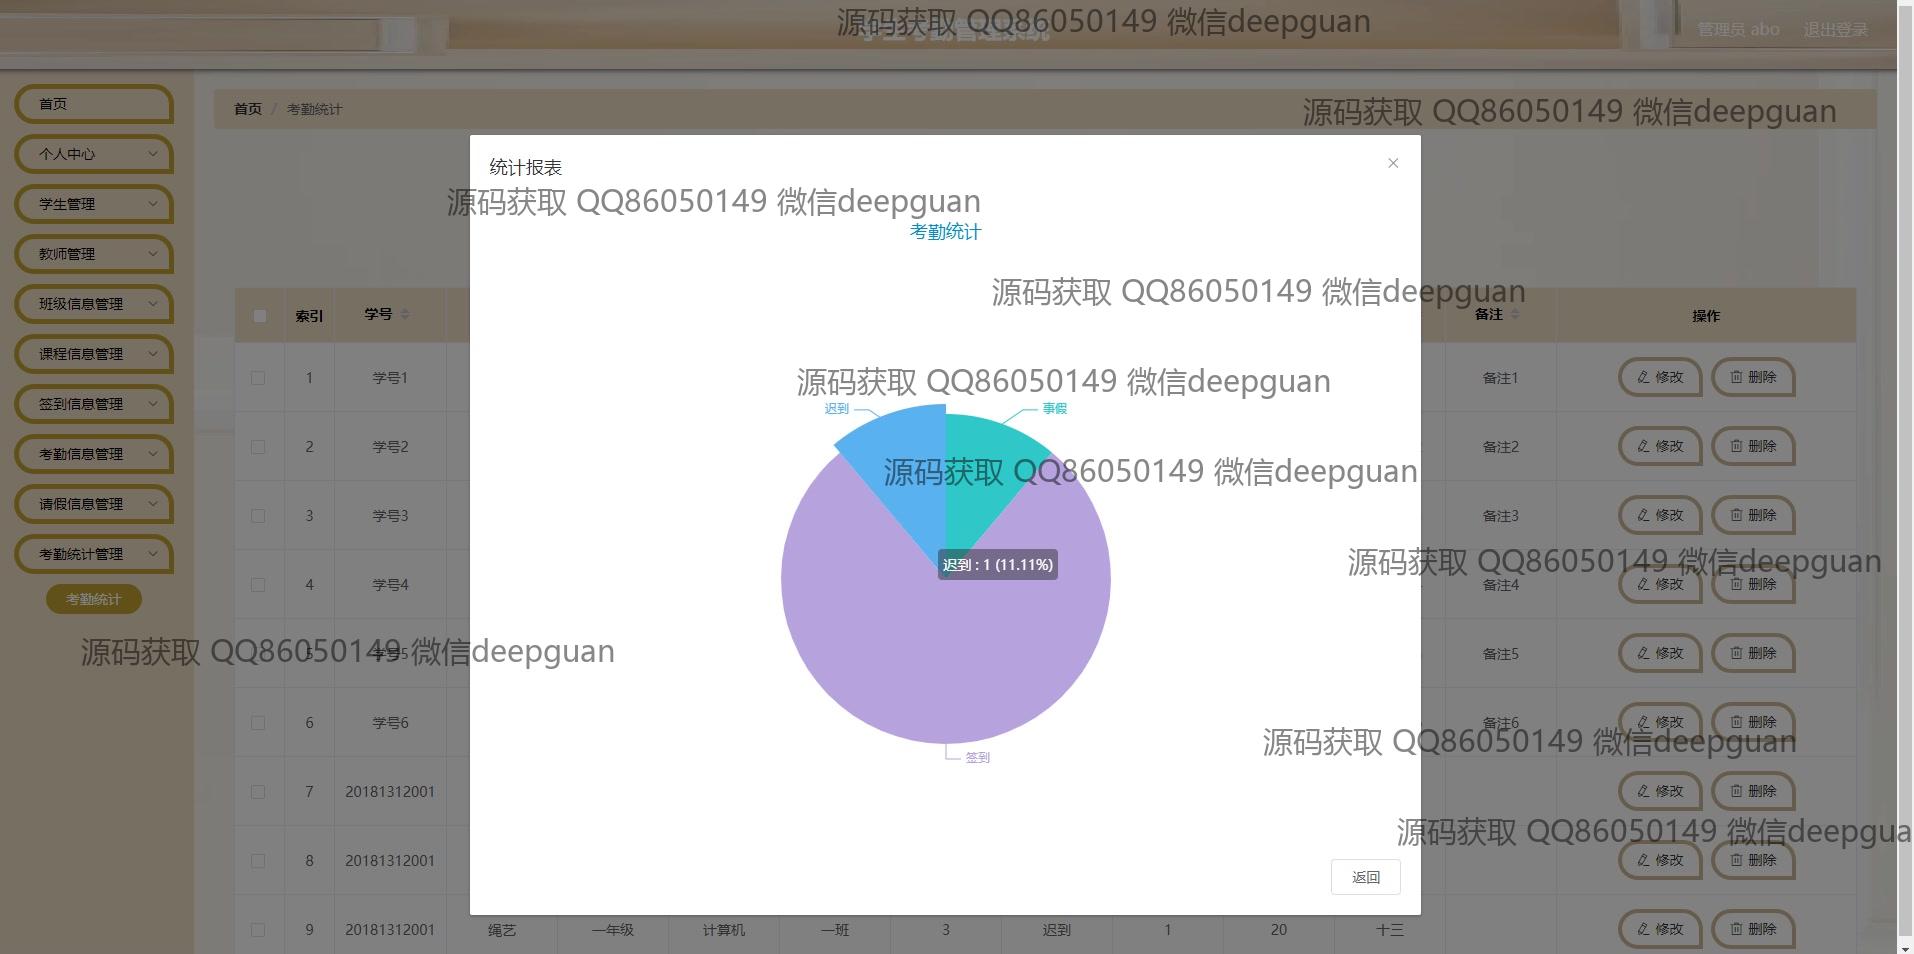 学生考勤管理系统
源码获取 QQ86050149 微信deepguan
管理员 abo 退出登录
首页
个人中心
学生管理
教师管理
班级信息管理
课程信息管理
签到信息管理
考勤信息管理
请假信息管理
考勤统计管理
考勤统计
首页 / 考勤统计
源码获取 QQ86050149 微信deepguan
统计报表
源码获取 QQ86050149 微信deepguan
考勤统计
源码获取 QQ86050149 微信deepguan
源码获取 QQ86050149 微信deepguan
迟到
事假
源码获取 QQ86050149 微信deepguan
迟到 : 1 (11.11%)
签到
返回
索引 学号 备注 操作
1 学号1 备注1 修改 删除
2 学号2 备注2 修改 删除
3 学号3 备注3 修改 删除
源码获取 QQ86050149 微信deepguan
4 学号4 备注4 修改 删除
源码获取 QQ86050149 微信deepguan
5 学号5 备注5 修改 删除
6 学号6 备注6 修改 删除
源码获取 QQ86050149 微信deepguan
7 20181312001 修改 删除
源码获取 QQ86050149 微信deepgua
8 20181312001 修改 删除
9 20181312001 绳艺 一年级 计算机 一班 3 迟到 1 20 十三 修改 删除